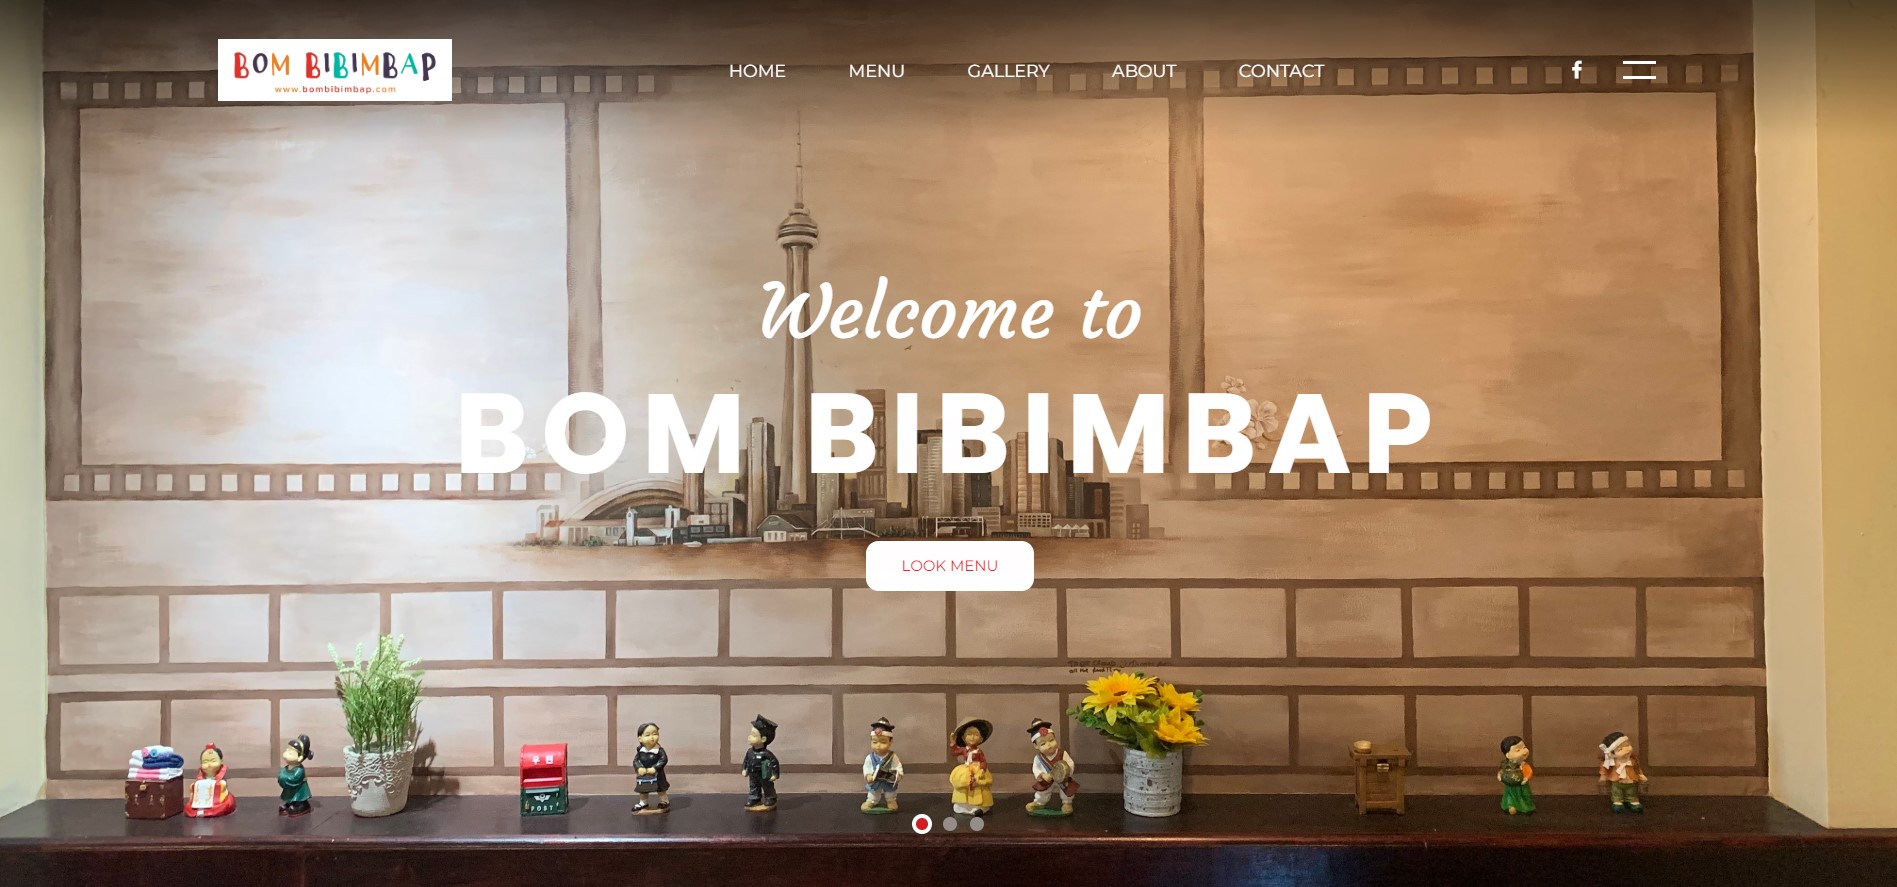 BOM BIBIMBAP
www.bombibimbap.com
HOME MENU GALLERY ABOUT CONTACT
Welcome to
BOM BIBIMBAP
LOOK MENU
우편
POST